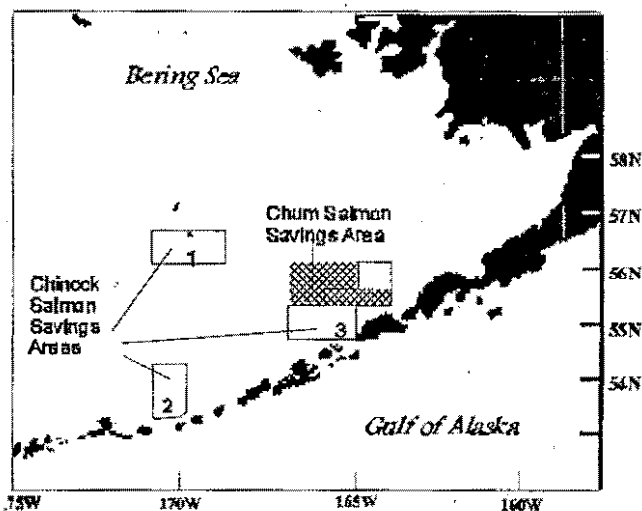 Bering Sea
58N
57N
Chum Salmon
Savings Area
1
56N
Chinook
Salmon
Savings
Areas
3
55N
54N
2
Gulf of Alaska
175W
170W
165W
160W